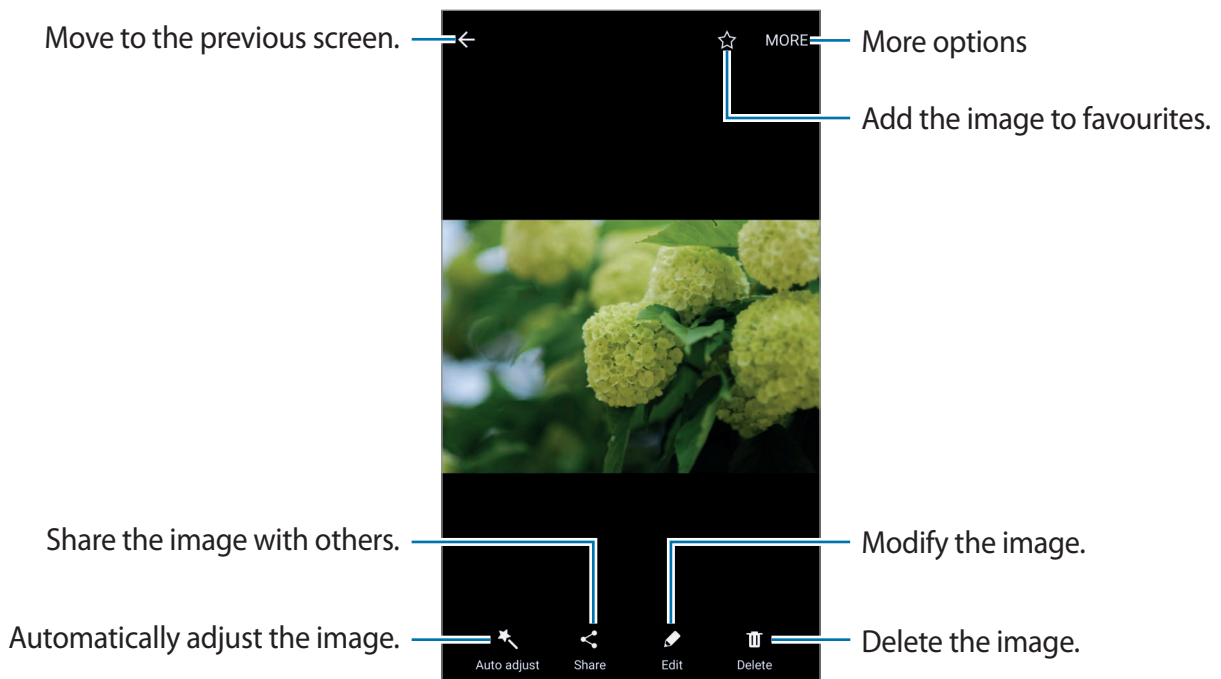 Move to the previous screen.
MORE
More options
Add the image to favourites.
Share the image with others.
Modify the image.
Automatically adjust the image.
Delete the image.
Auto adjust
Share
Edit
Delete